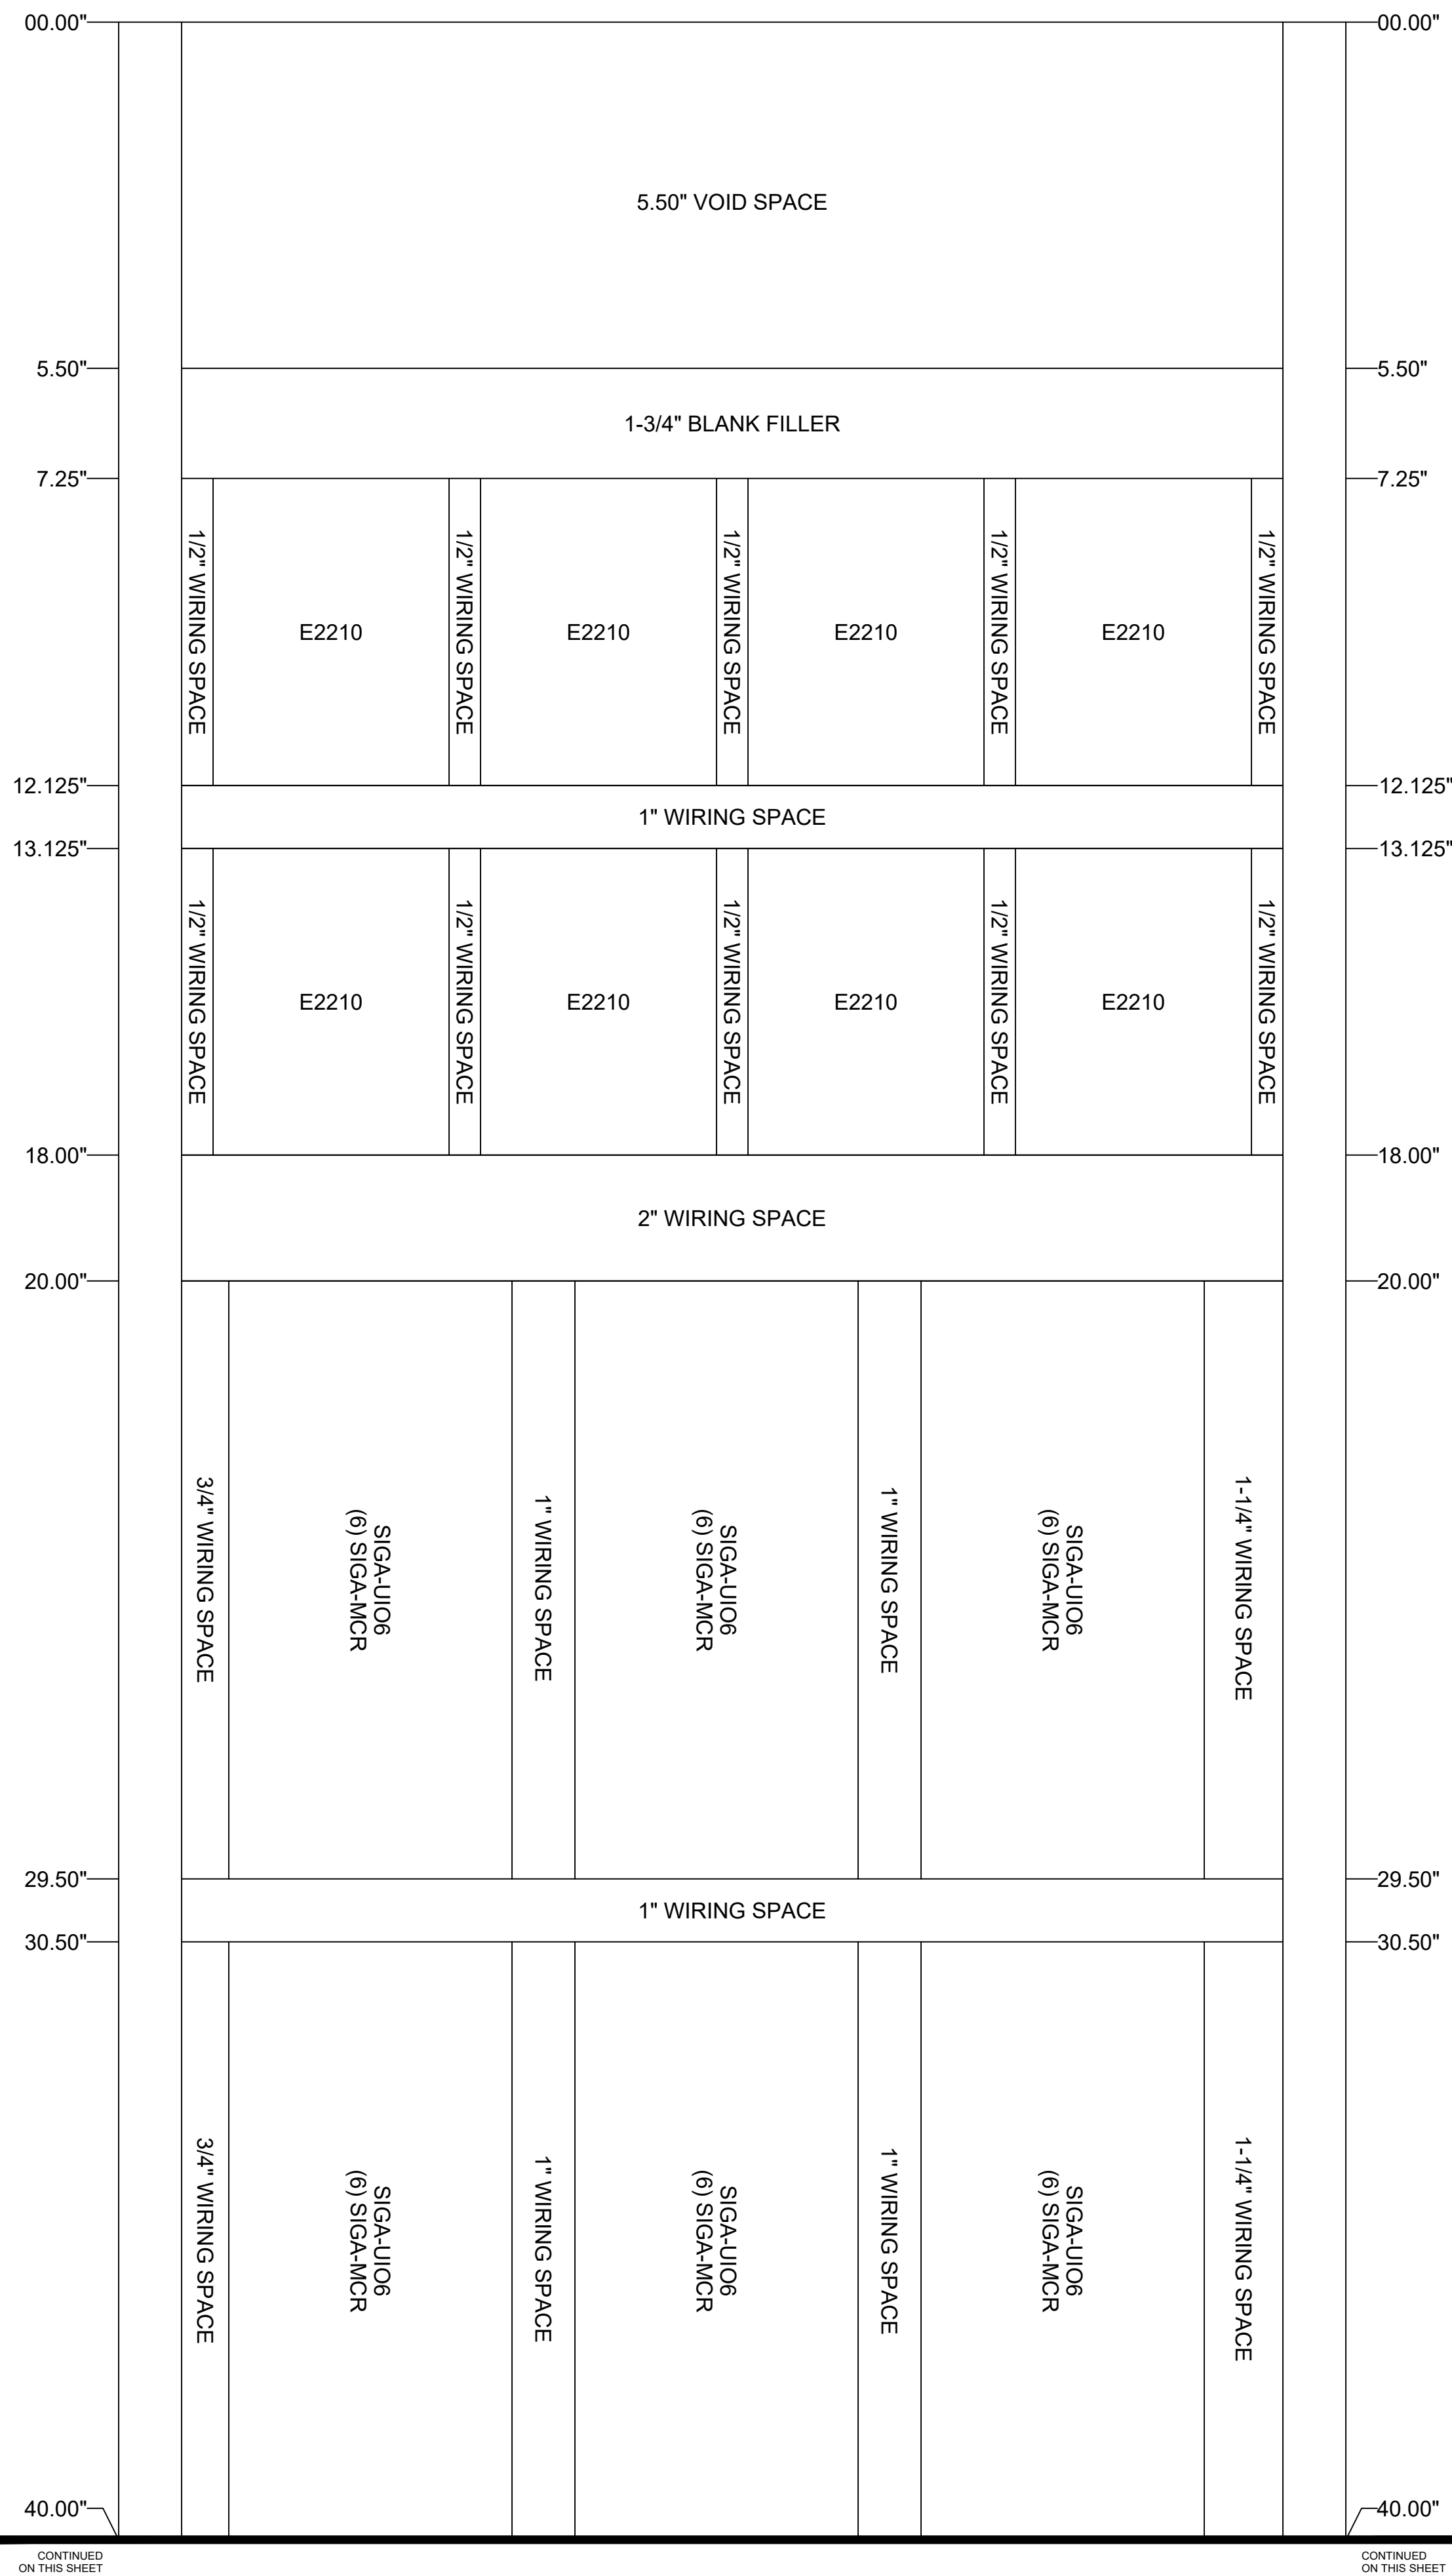 00.00" 00.00"
5.50" VOID SPACE
5.50" 5.50"
1-3/4" BLANK FILLER
7.25" 7.25"
1/2" WIRING SPACE
E2210
1/2" WIRING SPACE
E2210
1/2" WIRING SPACE
E2210
1/2" WIRING SPACE
E2210
1/2" WIRING SPACE
12.125" 12.125"
1" WIRING SPACE
13.125" 13.125"
1/2" WIRING SPACE
E2210
1/2" WIRING SPACE
E2210
1/2" WIRING SPACE
E2210
1/2" WIRING SPACE
E2210
1/2" WIRING SPACE
18.00" 18.00"
2" WIRING SPACE
20.00" 20.00"
3/4" WIRING SPACE
SIGA-UIO6
(6) SIGA-MCR
1" WIRING SPACE
SIGA-UIO6
(6) SIGA-MCR
1" WIRING SPACE
SIGA-UIO6
(6) SIGA-MCR
1-1/4" WIRING SPACE
29.50" 29.50"
1" WIRING SPACE
30.50" 30.50"
3/4" WIRING SPACE
SIGA-UIO6
(6) SIGA-MCR
1" WIRING SPACE
SIGA-UIO6
(6) SIGA-MCR
1" WIRING SPACE
SIGA-UIO6
(6) SIGA-MCR
1-1/4" WIRING SPACE
40.00" 40.00"
CONTINUED
ON THIS SHEET
CONTINUED
ON THIS SHEET